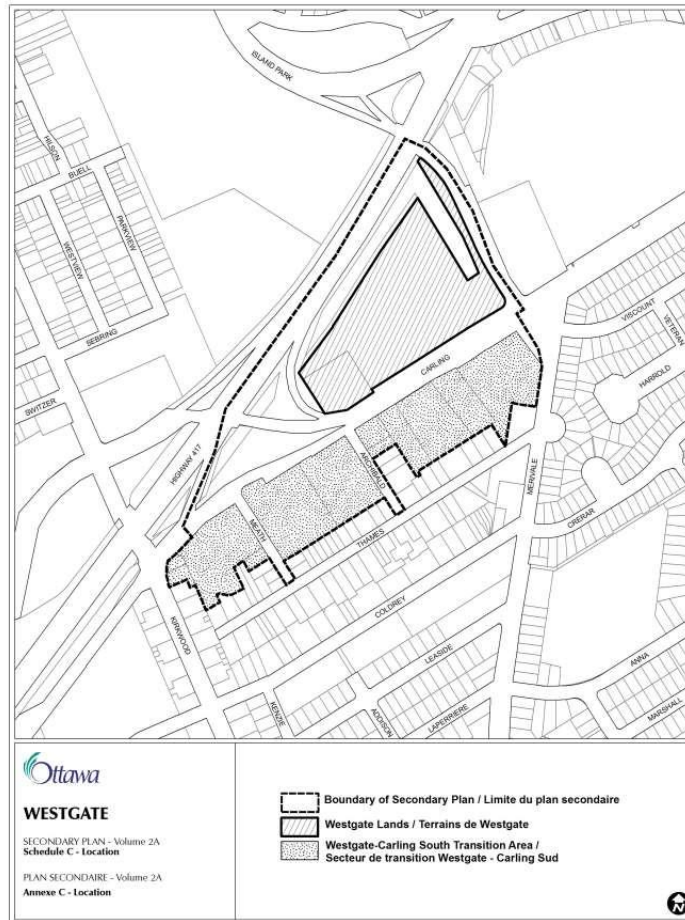 ISLAND PARK
HILSON
BUELL
PARKVIEW
WESTVIEW
SEBRING
SWITZER
HIGHWAY 417
CARLING
VISCOUNT
VETERAN
HARROLD
ARCHIBALD
MERIVALE
MEATH
THAMES
CRERAR
COLDREY
KIRKWOOD
LEASIDE
ANNA
KENZIE
ADDISON
LAPERRIERE
MARSHALL
Ottawa
WESTGATE
SECONDARY PLAN - Volume 2A
Schedule C - Location
PLAN SECONDAIRE - Volume 2A
Annexe C - Location
Boundary of Secondary Plan / Limite du plan secondaire
Westgate Lands / Terrains de Westgate
Westgate-Carling South Transition Area /
Secteur de transition Westgate - Carling Sud
N